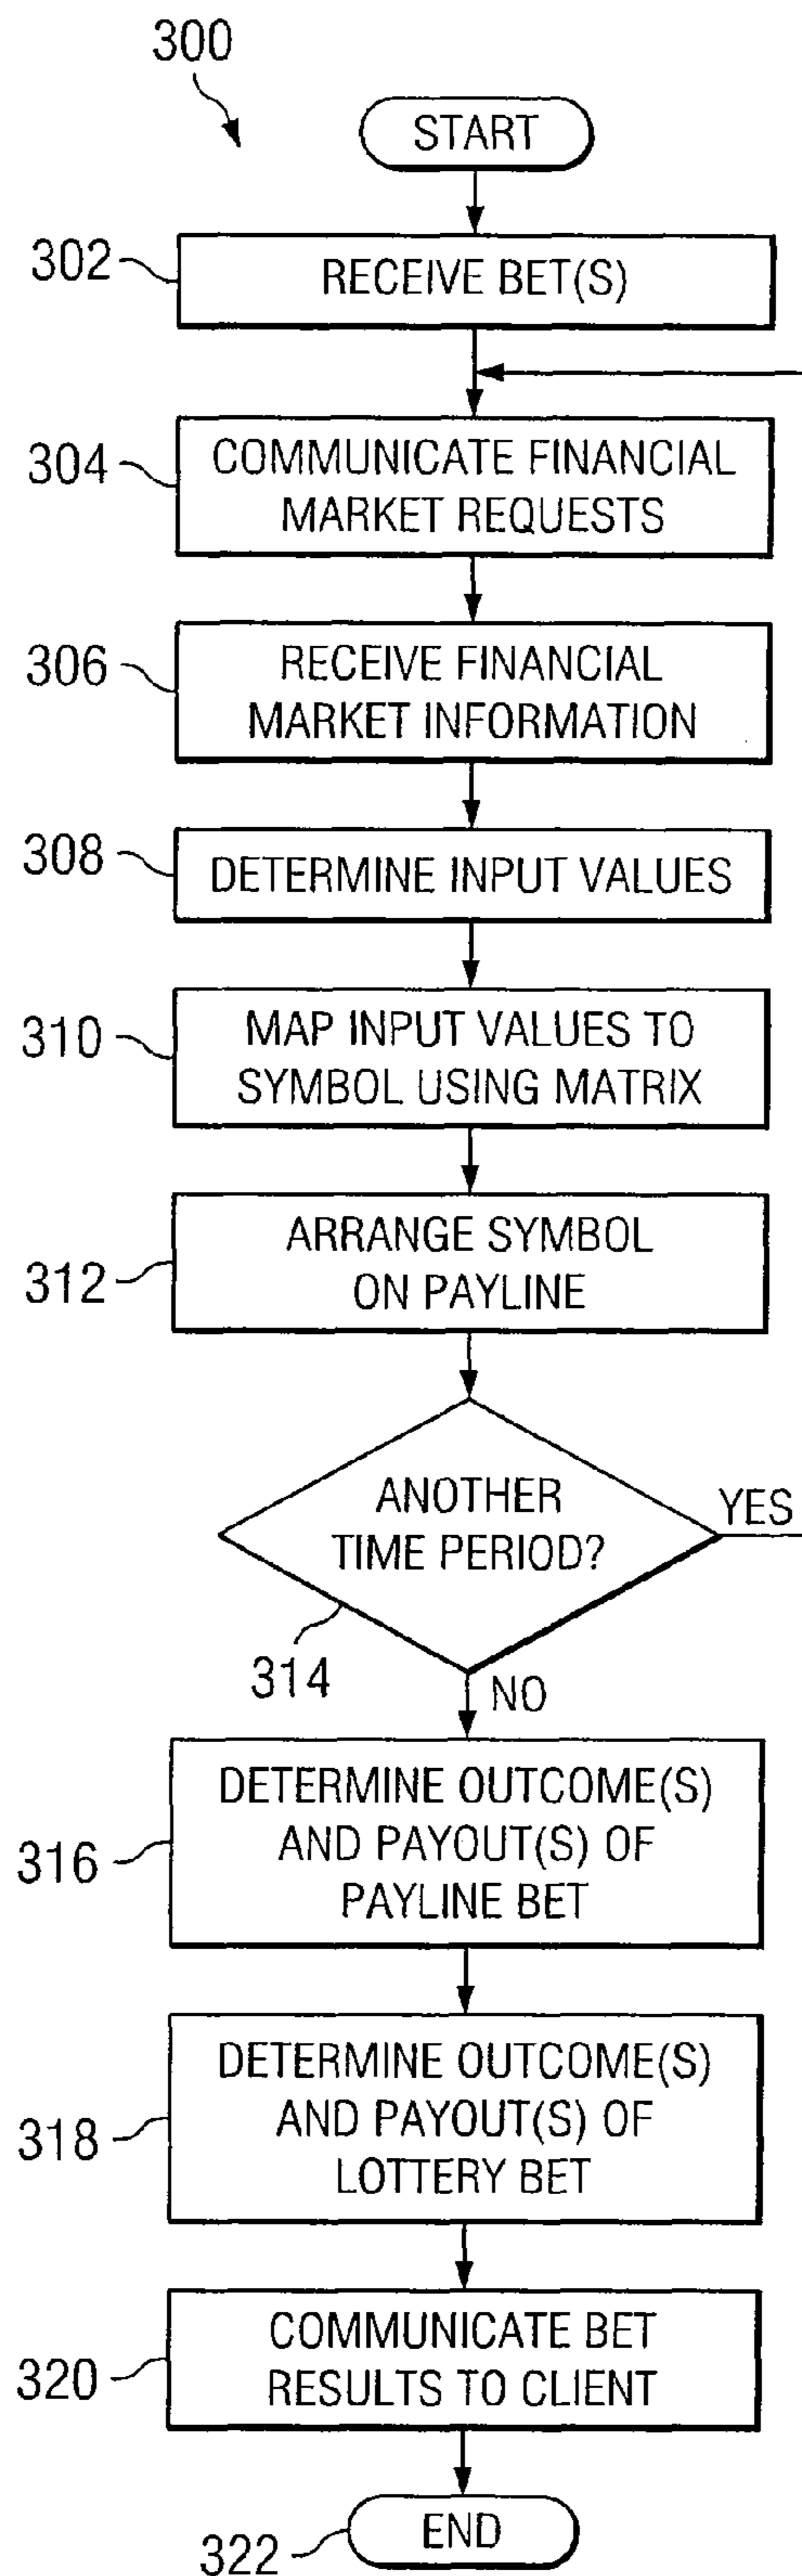 300
START
302
RECEIVE BET(S)
304
COMMUNICATE FINANCIAL
MARKET REQUESTS
306
RECEIVE FINANCIAL
MARKET INFORMATION
308
DETERMINE INPUT VALUES
310
MAP INPUT VALUES TO
SYMBOL USING MATRIX
312
ARRANGE SYMBOL
ON PAYLINE
ANOTHER
TIME PERIOD?
YES
314
NO
316
DETERMINE OUTCOME(S)
AND PAYOUT(S) OF
PAYLINE BET
318
DETERMINE OUTCOME(S)
AND PAYOUT(S) OF
LOTTERY BET
320
COMMUNICATE BET
RESULTS TO CLIENT
322
END